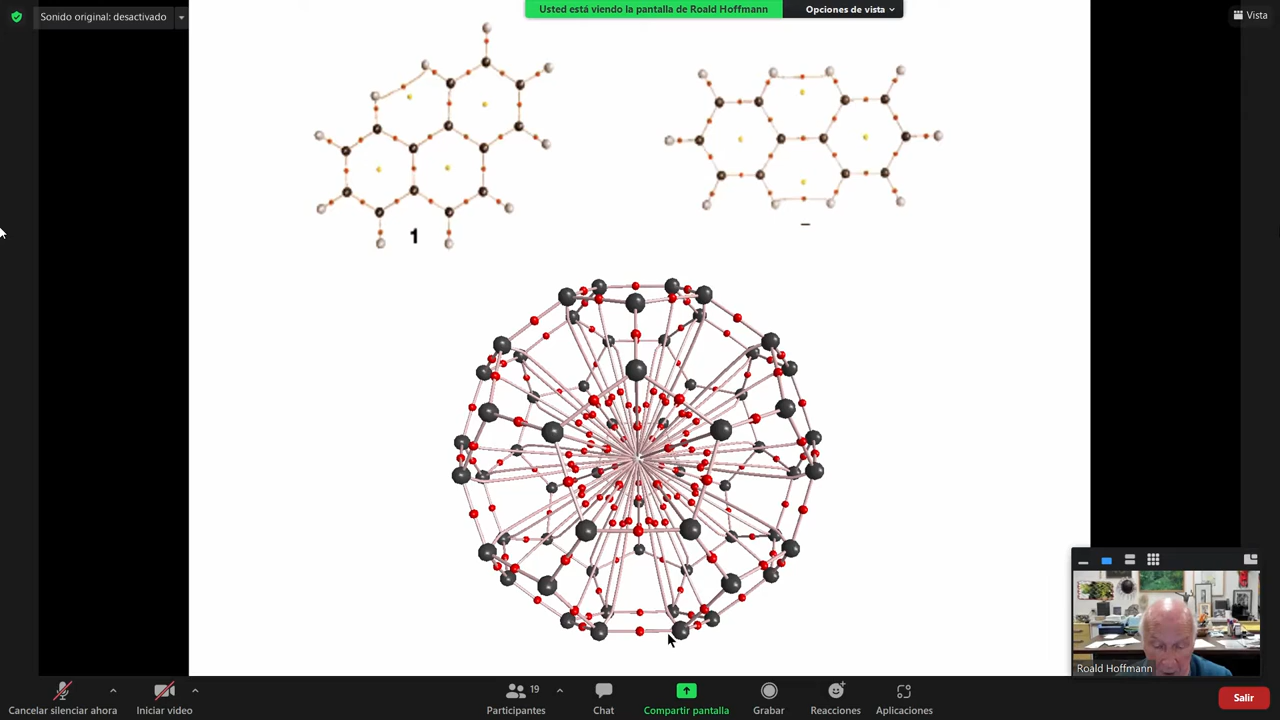 Sonido original: desactivado
Usted está viendo la pantalla de Roald Hoffmann
Opciones de vista
Vista
1
Roald Hoffmann
Cancelar silenciar ahora
Iniciar video
19
Participantes
Chat
Compartir pantalla
Grabar
Reacciones
Aplicaciones
Salir